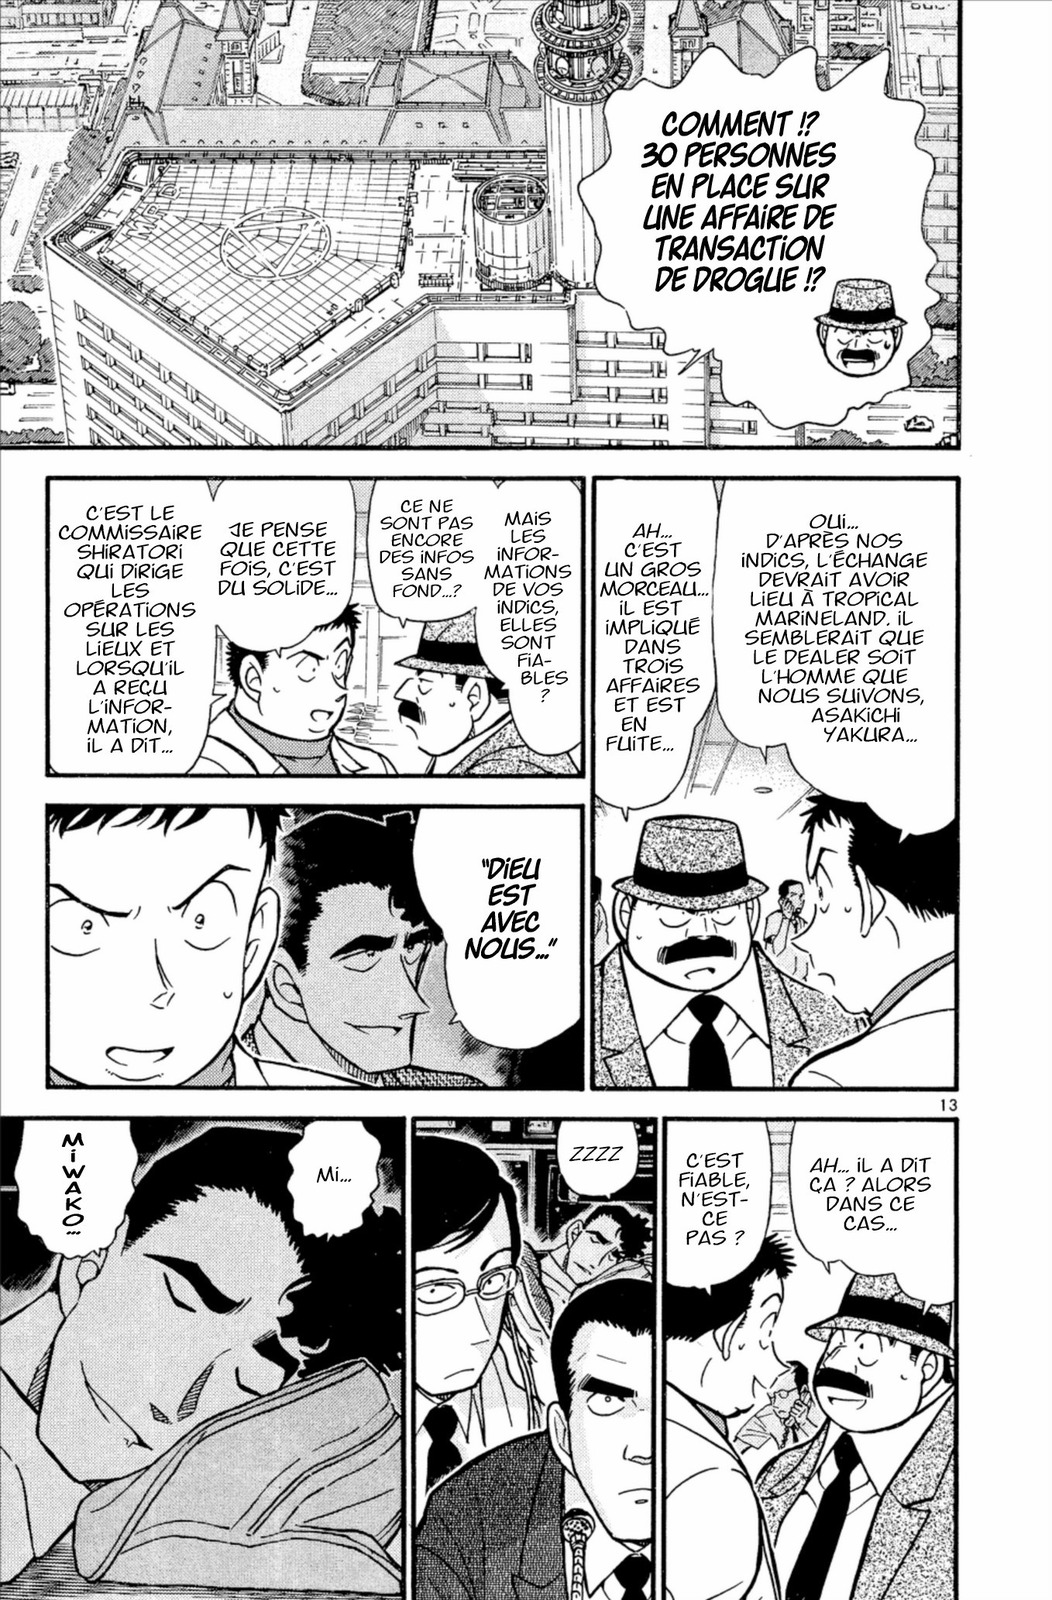 COMMENT !?
30 PERSONNES
EN PLACE SUR
UNE AFFAIRE DE
TRANSACTION
DE DROGUE !?
OUI...
D'APRÈS NOS
INDICS, L'ÉCHANGE
DEVRAIT AVOIR
LIEU À TROPICAL
MARINELAND. IL
SEMBLERAIT QUE
LE DEALER SOIT
L'HOMME QUE
NOUS SUIVONS,
ASAKICHI
YAKURA...
AH...
C'EST
UN GROS
MORCEAU...
IL EST
IMPLIQUÉ
DANS
TROIS
AFFAIRES
ET EST
EN
FUITE...
MAIS
LES
INFOR-
MATIONS
DE VOS
INDICS,
ELLES
SONT
FIA-
BLES
?
CE NE
SONT PAS
ENCORE
DES INFOS
SANS
FOND...?
JE PENSE
QUE CETTE
FOIS, C'EST
DU SOLIDE...
C'EST LE
COMMISSAIRE
SHIRATORI
QUI DIRIGE
LES
OPÉRATIONS
SUR LES
LIEUX ET
LORSQU'IL
A REÇU
L'INFOR-
MATION,
IL A DIT...
"DIEU
EST
AVEC
NOUS..."
13
AH... IL A DIT
ÇA ? ALORS
DANS CE
CAS...
C'EST
FIABLE,
N'EST-
CE
PAS ?
ZZZZ
MI...
MIWAKO...